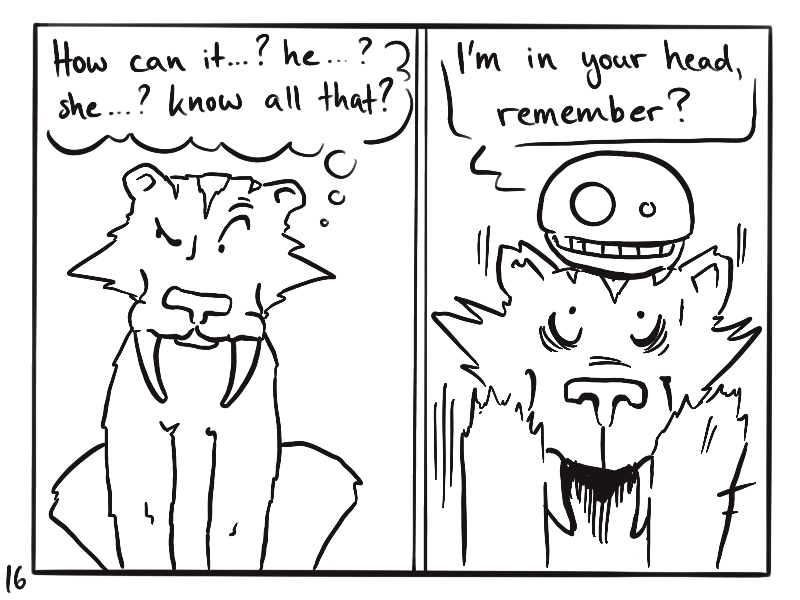 How can it...? he...?
she...? know all that?
I'm in your head,
remember?
16